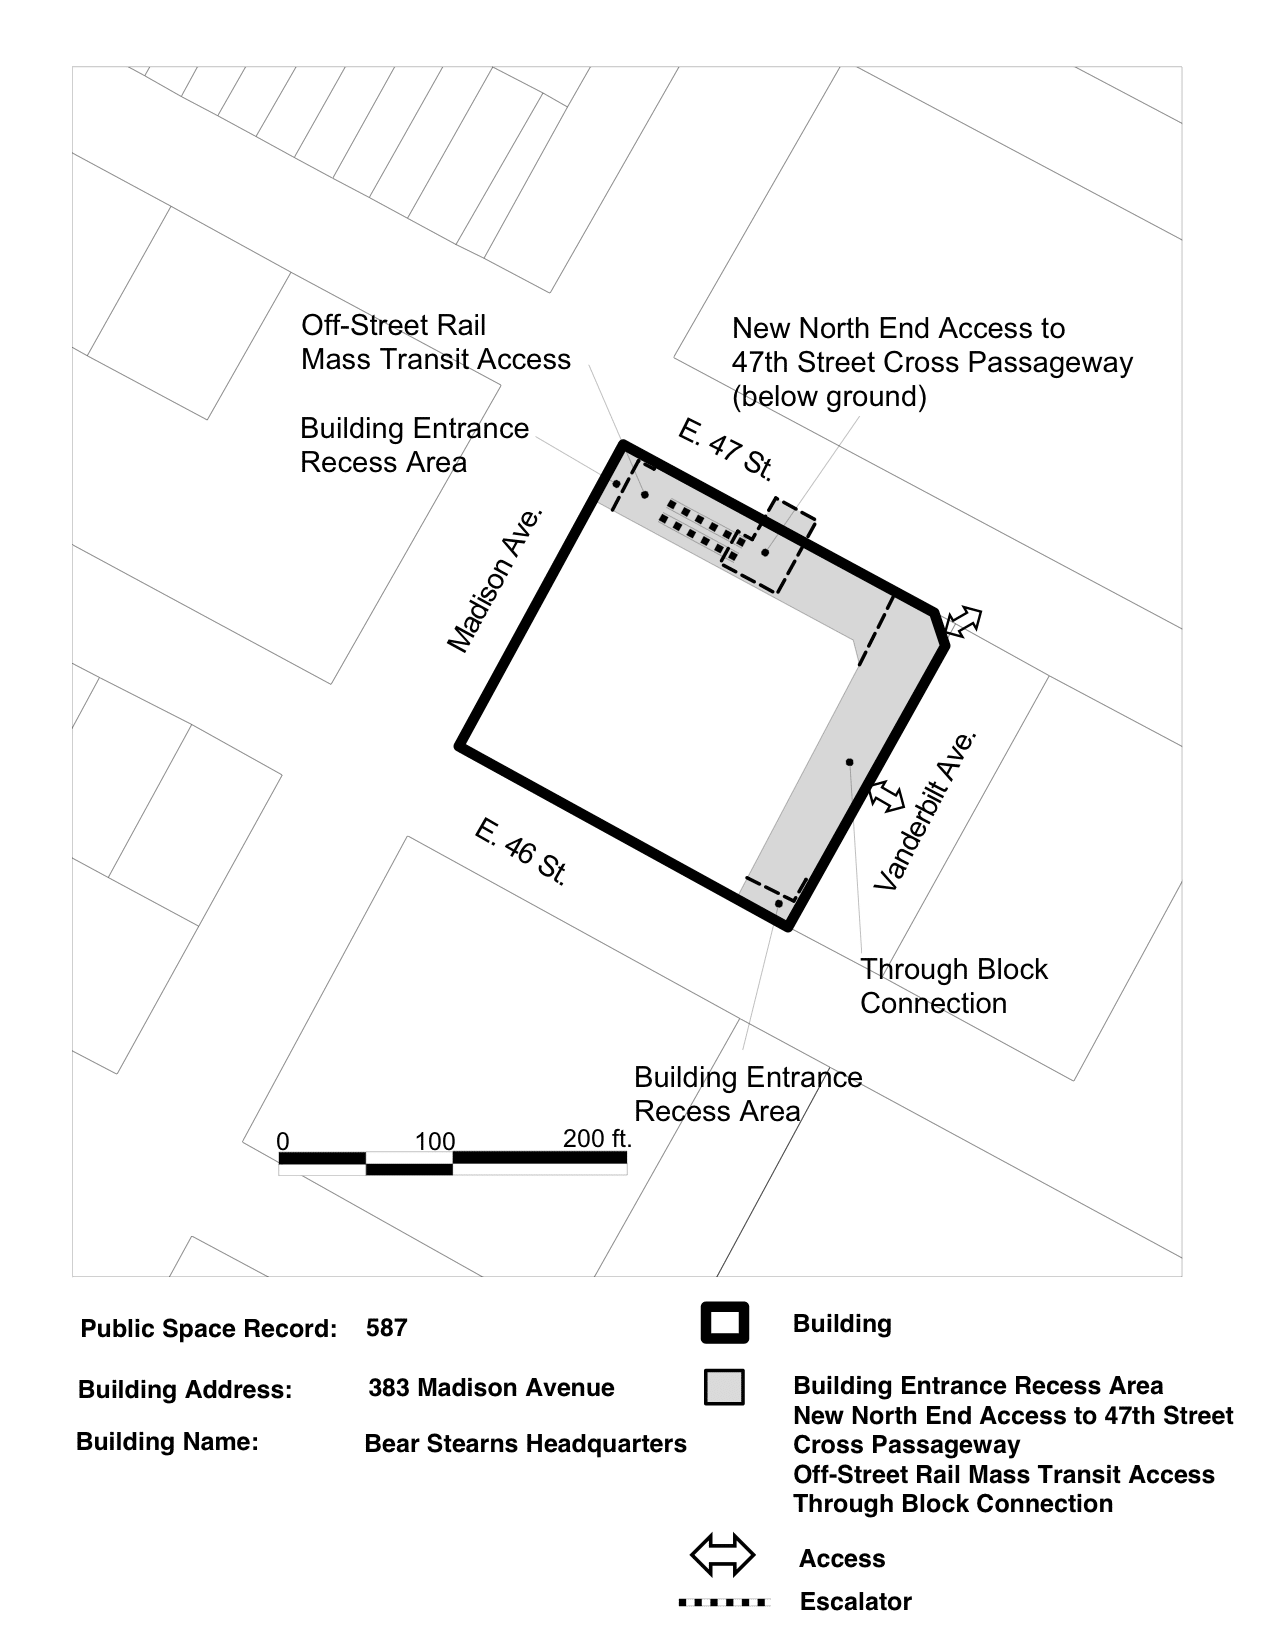 Off-Street Rail
Mass Transit Access
New North End Access to
47th Street Cross Passageway
(below ground)
Building Entrance
Recess Area
E. 47 St.
Madison Ave.
Vanderbilt Ave.
E. 46 St.
Through Block
Connection
Building Entrance
Recess Area
0 100 200 ft.
Public Space Record: 587
Building Address: 383 Madison Avenue
Building Name: Bear Stearns Headquarters
Building
Building Entrance Recess Area
New North End Access to 47th Street
Cross Passageway
Off-Street Rail Mass Transit Access
Through Block Connection
Access
Escalator